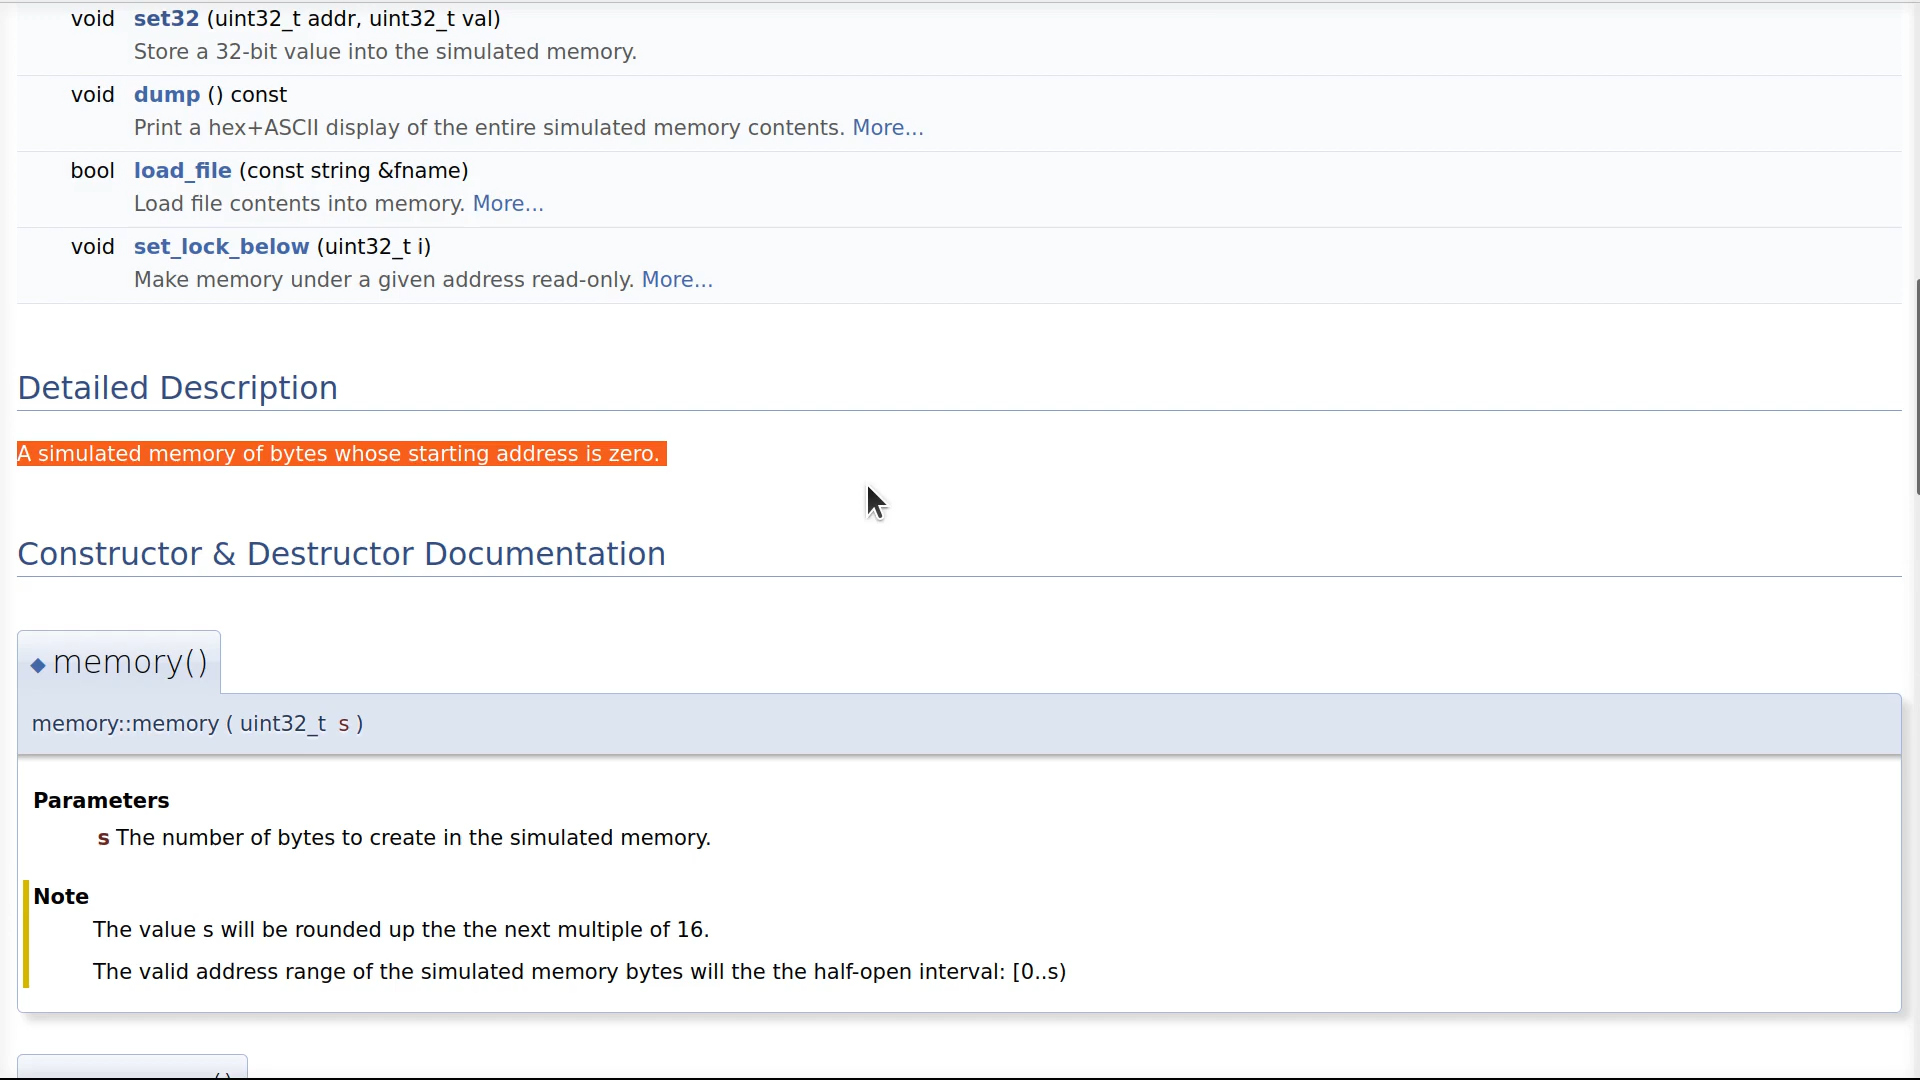 void set32 (uint32_t addr, uint32_t val)
Store a 32-bit value into the simulated memory.
void dump () const
Print a hex+ASCII display of the entire simulated memory contents. More...
bool load_file (const string &fname)
Load file contents into memory. More...
void set_lock_below (uint32_t i)
Make memory under a given address read-only. More...
Detailed Description
A simulated memory of bytes whose starting address is zero.
Constructor & Destructor Documentation
◆ memory()
memory::memory ( uint32_t s )
Parameters
s The number of bytes to create in the simulated memory.
Note
The value s will be rounded up the the next multiple of 16.
The valid address range of the simulated memory bytes will the the half-open interval: [0..s)